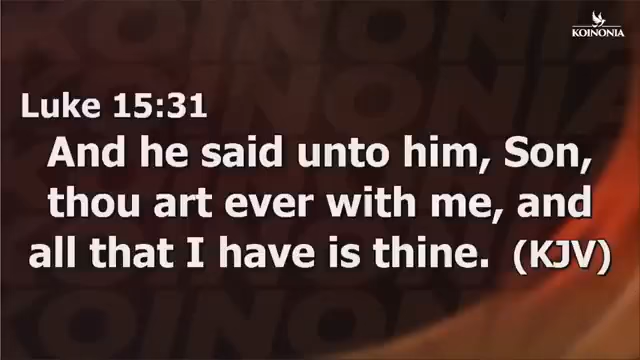 KOINONIA
Luke 15:31
And he said unto him, Son,
thou art ever with me, and
all that I have is thine. (KJV)